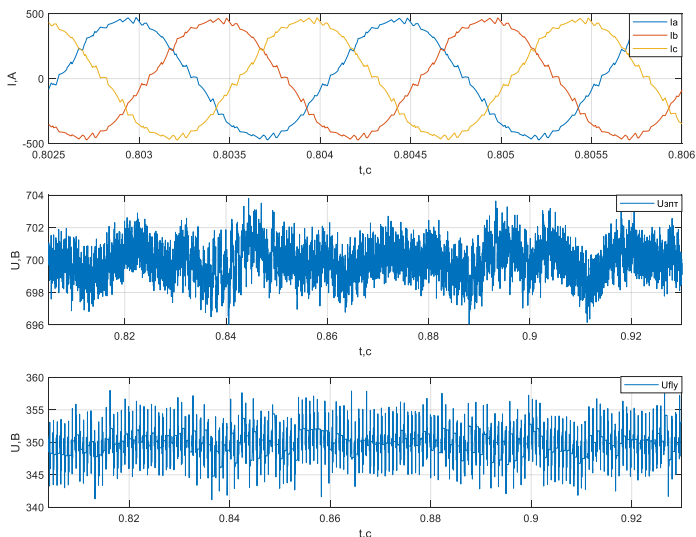 500
Ia
Ib
Ic
I,A
0
-500
0.8025 0.803 0.8035 0.804 0.8045 0.805 0.8055 0.806
t,c
704
Uзпт
702
U,B
700
698
696
0.82 0.84 0.86 0.88 0.9 0.92
t,c
360
Ufly
355
U,B
350
345
340
0.82 0.84 0.86 0.88 0.9 0.92
t,c